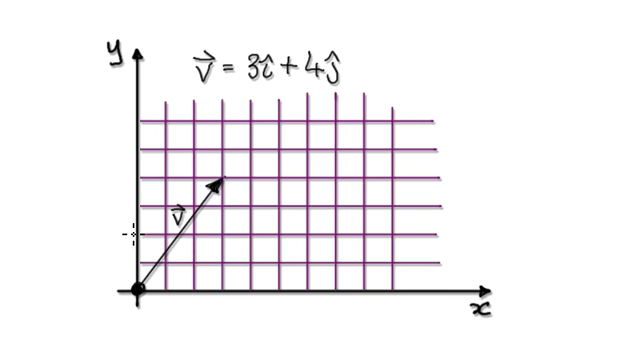 y
v⃗ = 3î + 4ĵ
v⃗
x